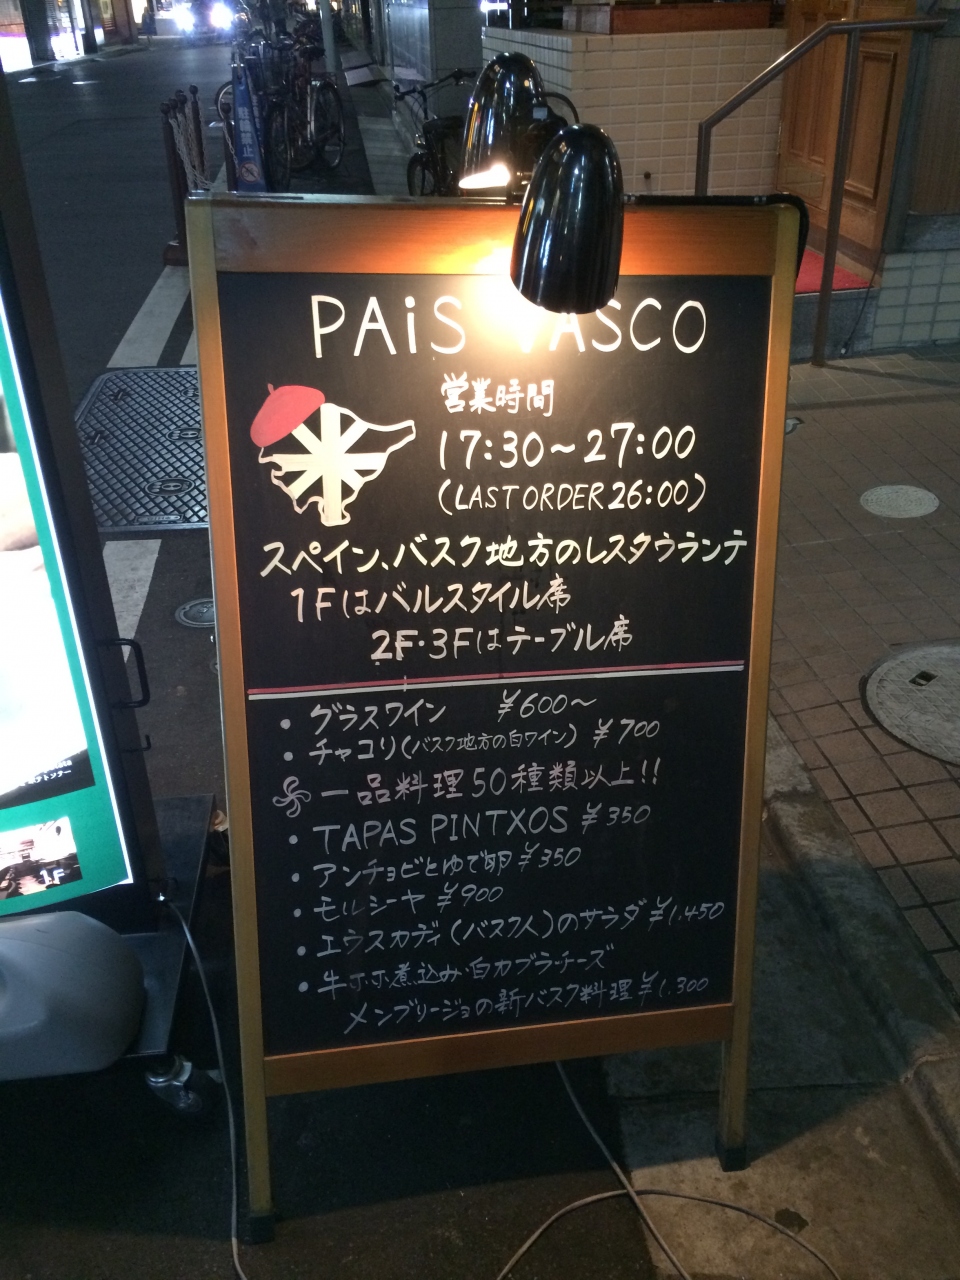 駐輪禁止
PAiS VASCO
営業時間
17:30～27:00
(LAST ORDER 26:00)
スペイン、バスク地方のレスタウランテ
1Fはバルスタイル席
2F・3Fはテーブル席
・グラスワイン ¥600～
・チャコリ(バスク地方の白ワイン) ¥700
一品料理50種類以上!!
・TAPAS PINTXOS ¥350
・アンチョビとゆで卵 ¥350
・モルシーヤ ¥900
・エウスカディ(バスク人)のサラダ ¥1.450
・牛ホホ煮込み・白カブラチーズ
メンブリージョの新バスク料理 ¥1.300
1F